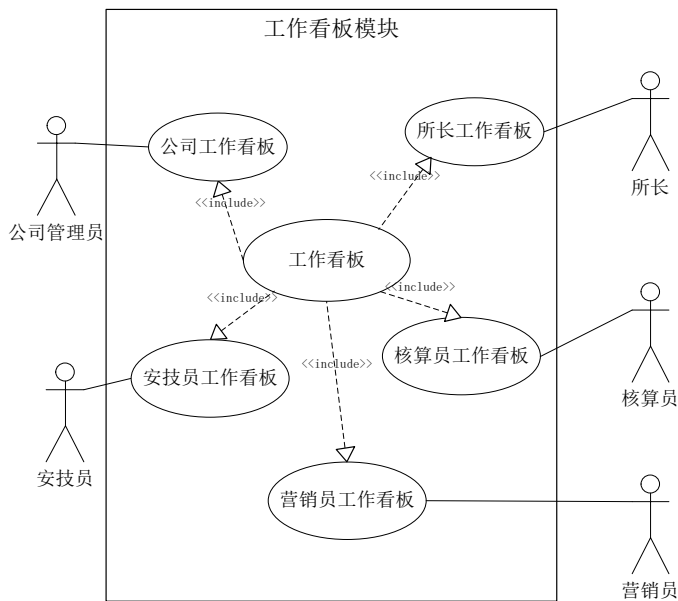 工作看板模块
公司工作看板
所长工作看板
<<include>>
<<include>>
所长
公司管理员
工作看板
<<include>>
<<include>>
安技员工作看板
<<include>>
核算员工作看板
核算员
安技员
营销员工作看板
营销员